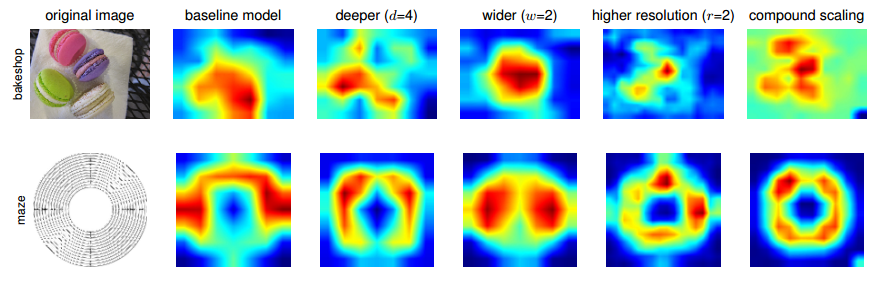 original image baseline model deeper (d=4) wider (w=2) higher resolution (r=2) compound scaling
bakeshop
maze